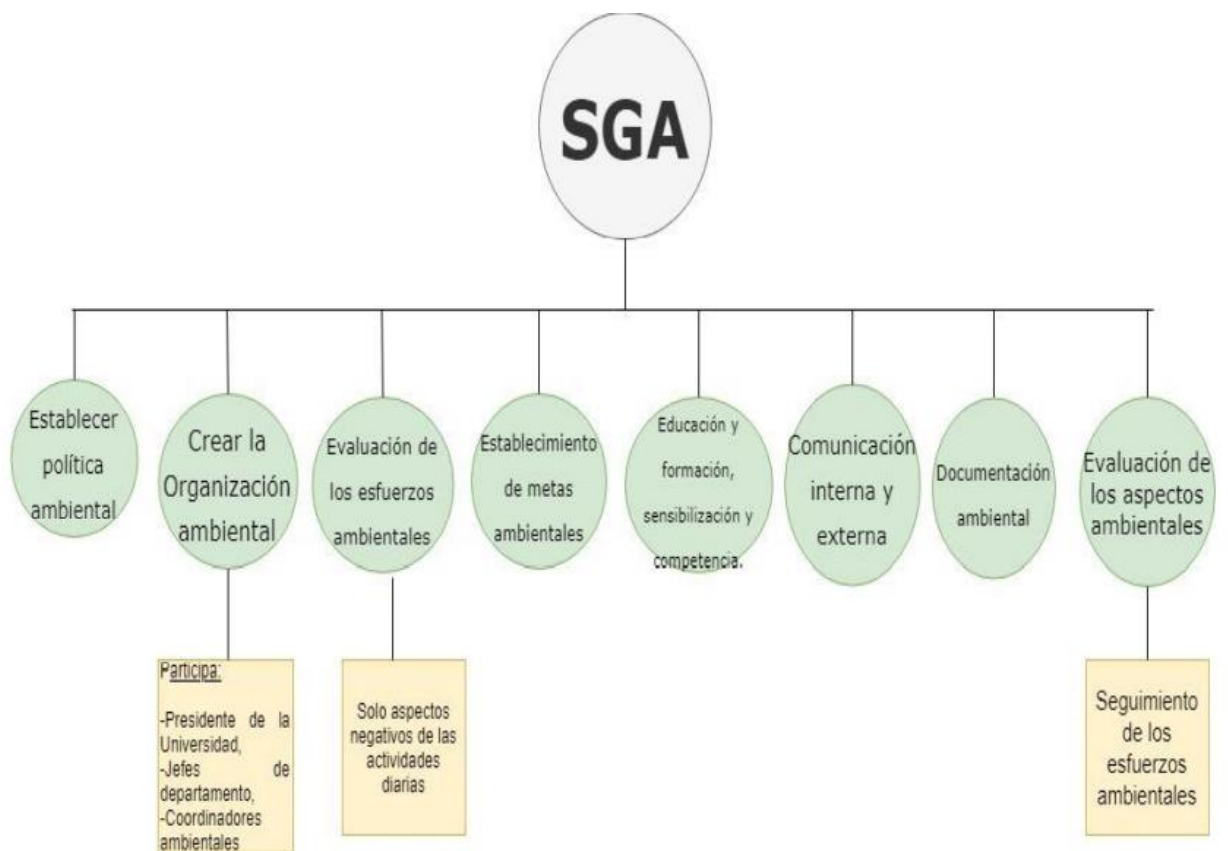 SGA
Establecer
política
ambiental
Crear la
Organización
ambiental
Evaluación de
los esfuerzos
ambientales
Establecimiento
de metas
ambientales
Educación y
formación,
sensibilización y
competencia.
Comunicación
interna y
externa
Documentación
ambiental
Evaluación de
los aspectos
ambientales
Participa:
-Presidente de la
Universidad,
-Jefes de
departamento,
-Coordinadores
ambientales
Solo aspectos
negativos de las
actividades
diarias
Seguimiento
de los
esfuerzos
ambientales